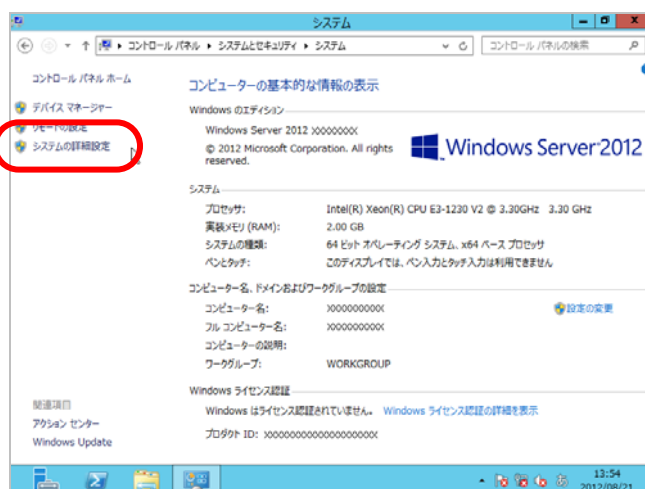 システム
コントロール パネル ▸ システムとセキュリティ ▸ システム
コントロール パネルの検索
コントロール パネル ホーム
デバイス マネージャー
リモートの設定
システムの詳細設定
コンピューターの基本的な情報の表示
Windows のエディション
Windows Server 2012 xxxxxxxx
© 2012 Microsoft Corporation. All rights
reserved.
Windows Server 2012
システム
プロセッサ: Intel(R) Xeon(R) CPU E3-1230 V2 @ 3.30GHz 3.30 GHz
実装メモリ (RAM): 2.00 GB
システムの種類: 64 ビット オペレーティング システム、x64 ベース プロセッサ
ペンとタッチ: このディスプレイでは、ペン入力とタッチ入力は利用できません
コンピューター名、ドメインおよびワークグループの設定
コンピューター名: xxxxxxxxxx 設定の変更
フル コンピューター名: xxxxxxxxxx
コンピューターの説明:
ワークグループ: WORKGROUP
Windows ライセンス認証
Windows はライセンス認証されていません。 Windows ライセンス認証の詳細を表示
プロダクト ID: xxxxxxxxxxxxxxxxxxxx
関連項目
アクション センター
Windows Update
13:54
2012/08/21